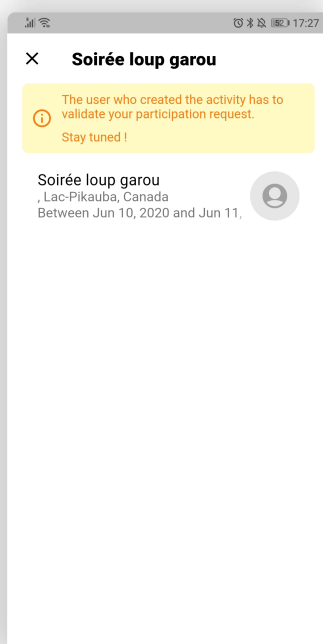 17:27
Soirée loup garou
The user who created the activity has to
validate your participation request.
Stay tuned !
Soirée loup garou
, Lac-Pikauba, Canada
Between Jun 10, 2020 and Jun 11,